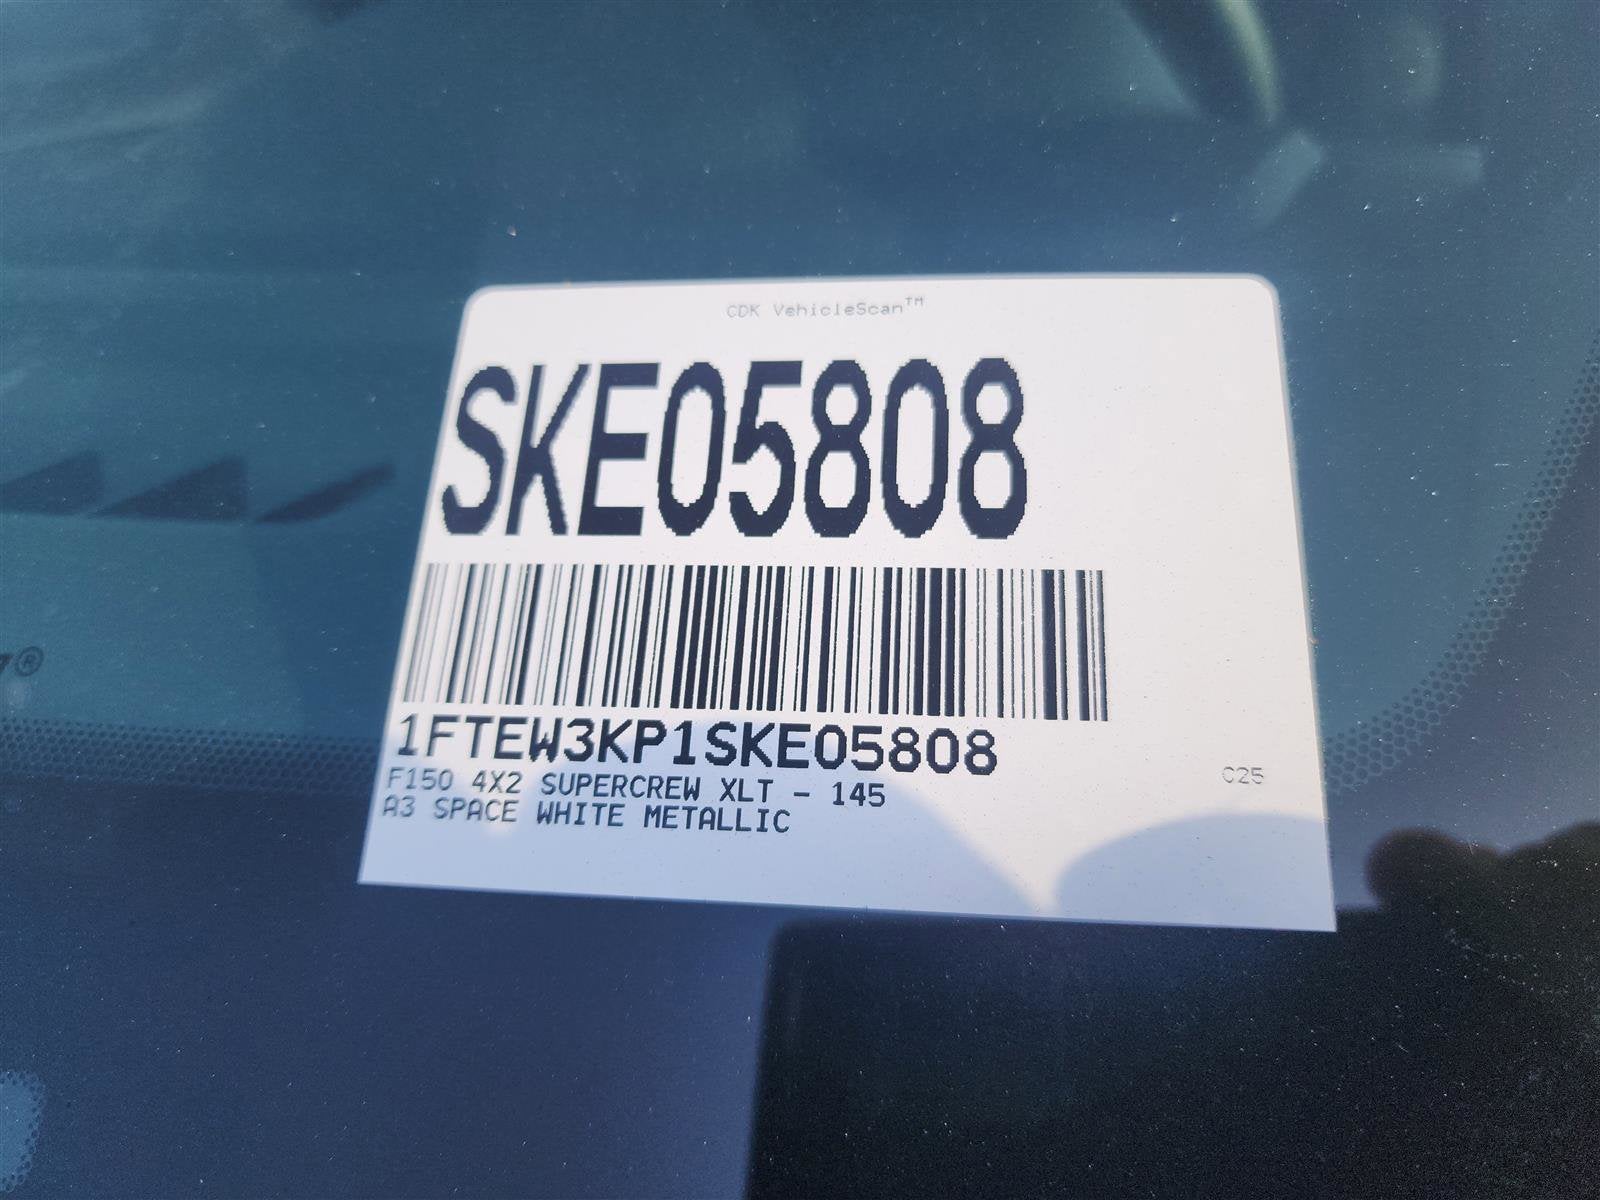 CDK VehicleScan™
SKE05808
1FTEW3KP1SKE05808
F150 4X2 SUPERCREW XLT - 145
C25
A3 SPACE WHITE METALLIC
®